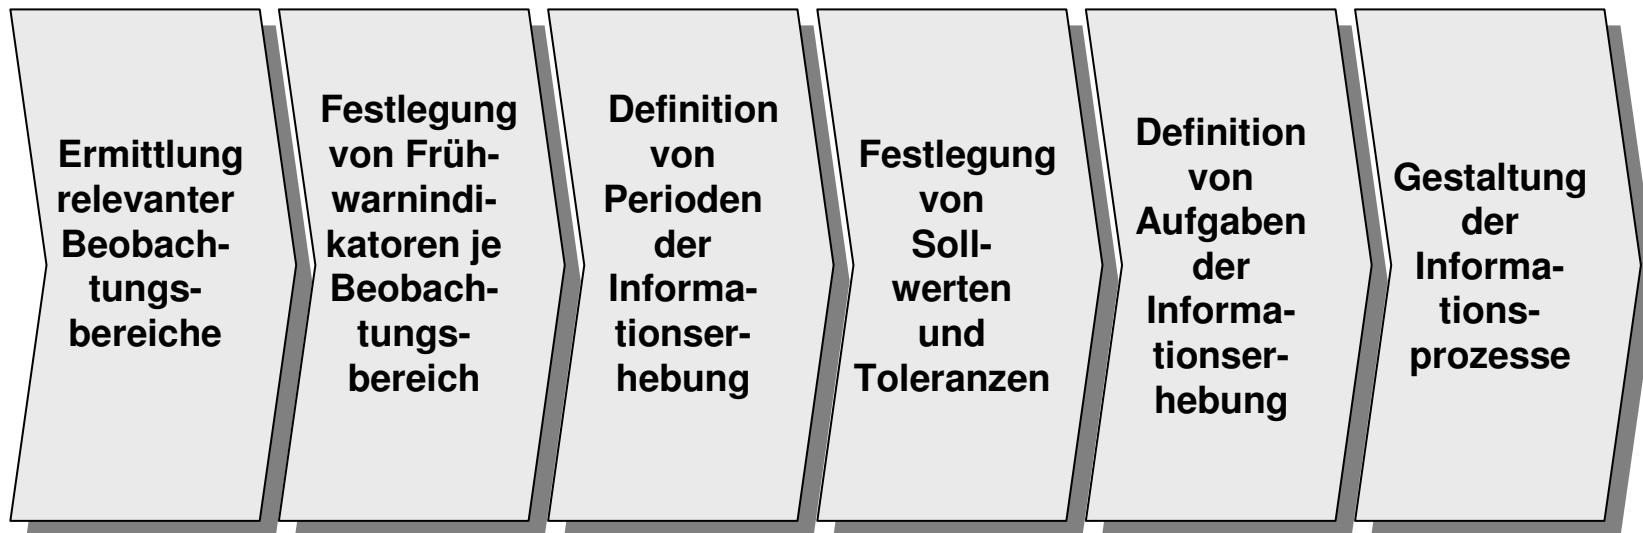 Ermittlung
relevanter
Beobach-
tungs-
bereiche
Festlegung
von Früh-
warnindi-
katoren je
Beobach-
tungs-
bereich
Definition
von
Perioden
der
Informa-
tionser-
hebung
Festlegung
von
Soll-
werten
und
Toleranzen
Definition
von
Aufgaben
der
Informa-
tionser-
hebung
Gestaltung
der
Informa-
tions-
prozesse